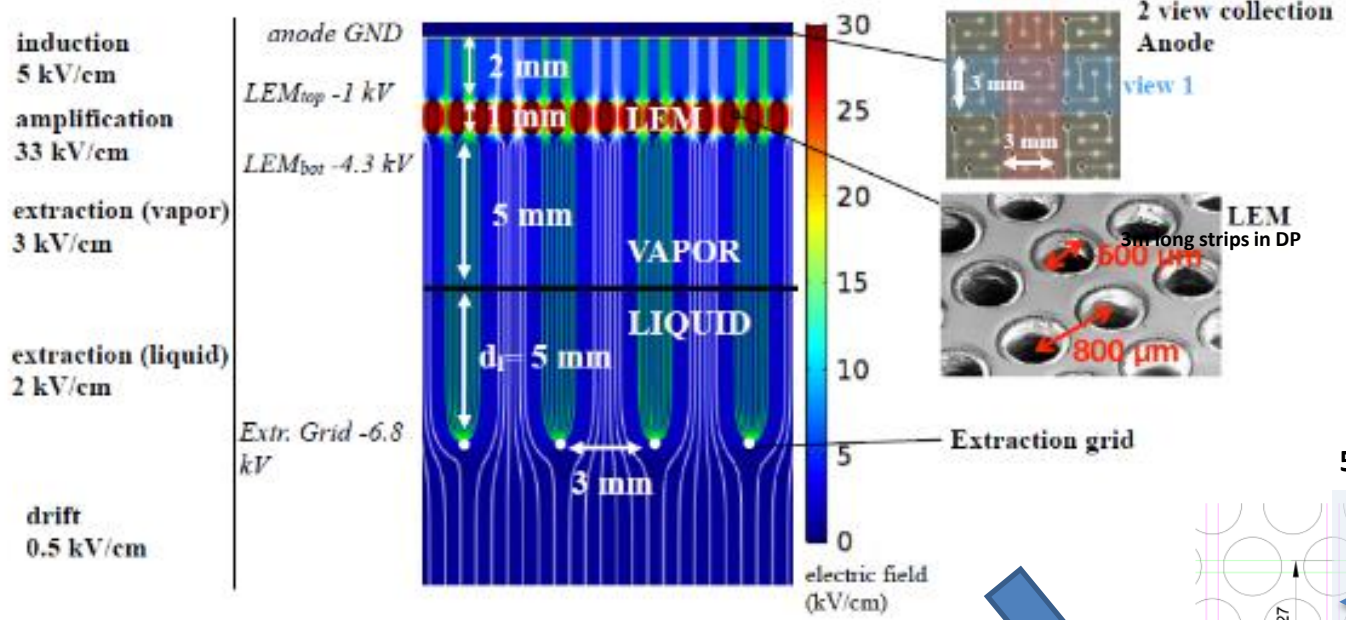 induction
5 kV/cm
amplification
33 kV/cm
extraction (vapor)
3 kV/cm
extraction (liquid)
2 kV/cm
drift
0.5 kV/cm
anode GND
LEMtop -1 kV
LEMbot -4.3 kV
Extr. Grid -6.8
kV
2 mm
1 mm LEM
5 mm
VAPOR
LIQUID
dl= 5 mm
3 mm
30
25
20
15
10
5
0
electric field
(kV/cm)
2 view collection
Anode
view 1
3 mm
3 mm
LEM
3m long strips in DP
500 µm
800 µm
Extraction grid
5
27